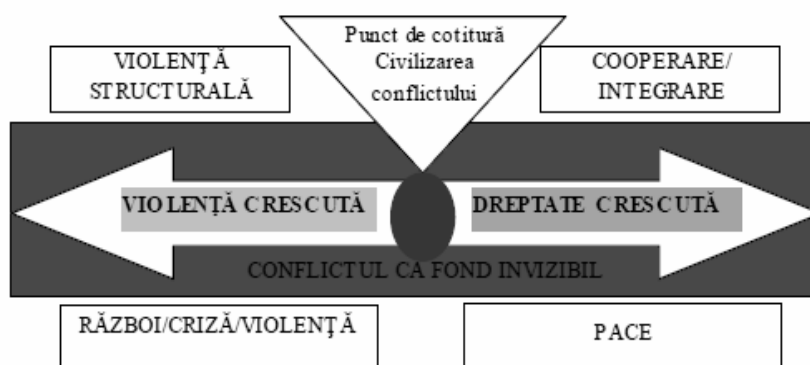 VIOLENŢĂ
STRUCTURALĂ
Punct de cotitură
Civilizarea
conflictului
COOPERARE/
INTEGRARE
VIOLENȚĂ CRESCUTĂ
DREPTATE CRESCUTĂ
CONFLICTUL CA FOND INVIZIBIL
RĂZBOI/CRIZĂ/VIOLENŢĂ
PACE